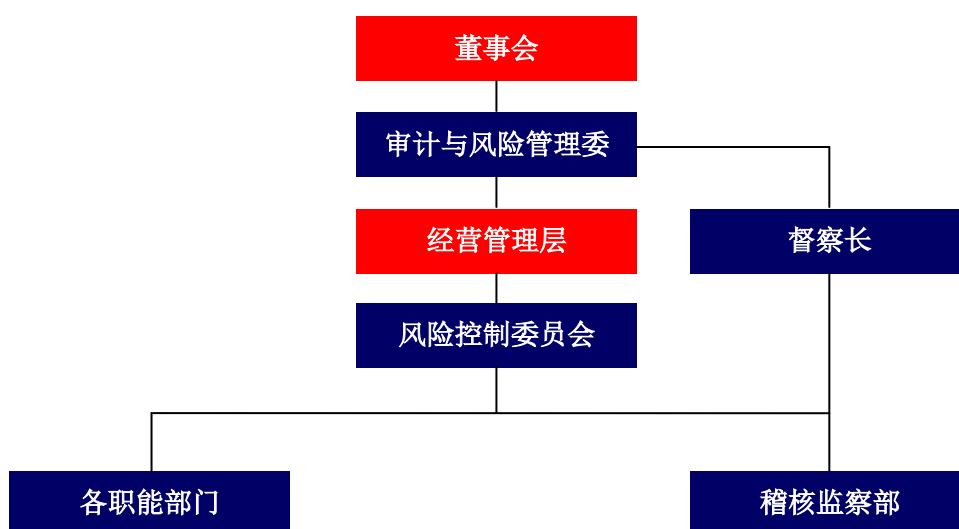 董事会
审计与风险管理委
经营管理层
督察长
风险控制委员会
各职能部门
稽核监察部